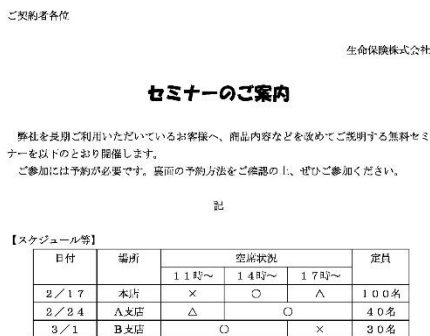 ご契約者各位
生命保険株式会社
セミナーのご案内
弊社を長期ご利用いただいているお客様へ、商品内容などを改めてご説明する無料セミ
ナーを以下のとおり開催します。
ご参加には予約が必要です。裏面の予約方法をご確認の上、ぜひご参加ください。
記
【スケジュール等】
日付 場所 空席状況 定員
11時～ 14時～ 17時～
2／17 本店 × ○ △ 100名
2／24 A支店 △ ○ 40名
3／1 B支店 ○ × 30名